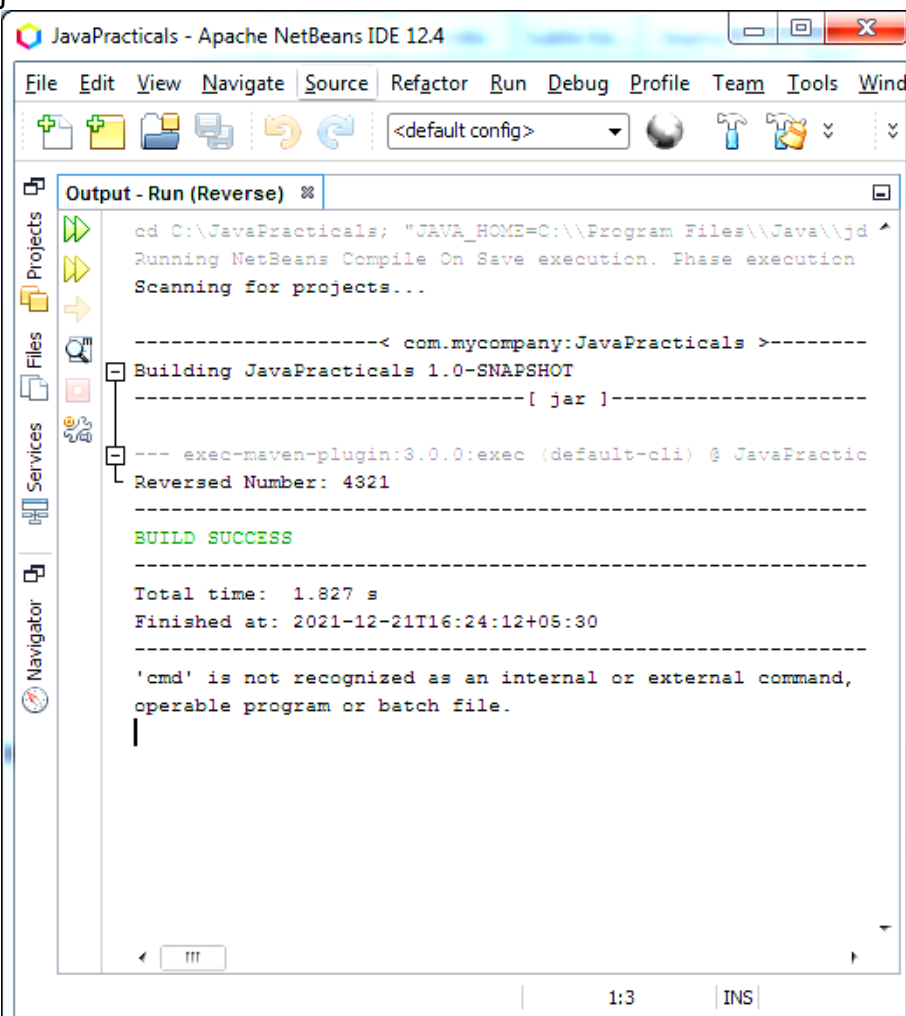 JavaPracticals - Apache NetBeans IDE 12.4
File Edit View Navigate Source Refactor Run Debug Profile Team Tools Wind
<default config>
Output - Run (Reverse)
Projects
Files
Services
Navigator
cd C:\JavaPracticals; "JAVA_HOME=C:\\Program Files\\Java\\jd
Running NetBeans Compile On Save execution. Phase execution
Scanning for projects...
--------------------< com.mycompany:JavaPracticals >--------
Building JavaPracticals 1.0-SNAPSHOT
--------------------------------[ jar ]---------------------
--- exec-maven-plugin:3.0.0:exec (default-cli) @ JavaPractic
Reversed Number: 4321
------------------------------------------------------------
BUILD SUCCESS
------------------------------------------------------------
Total time:  1.827 s
Finished at: 2021-12-21T16:24:12+05:30
------------------------------------------------------------
'cmd' is not recognized as an internal or external command,
operable program or batch file.
1:3 INS